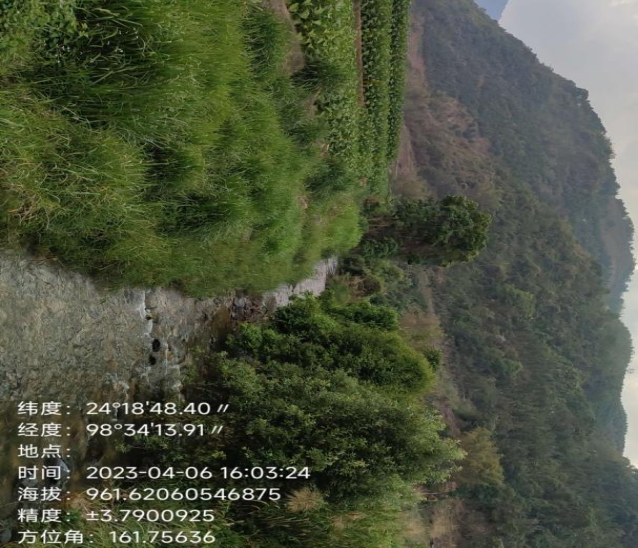 纬度：24°18'48.40〃
经度：98°34'13.91〃
地点：
时间：2023-04-06 16:03:24
海拔：961.62060546875
精度：±3.7900925
方位角：161.75636